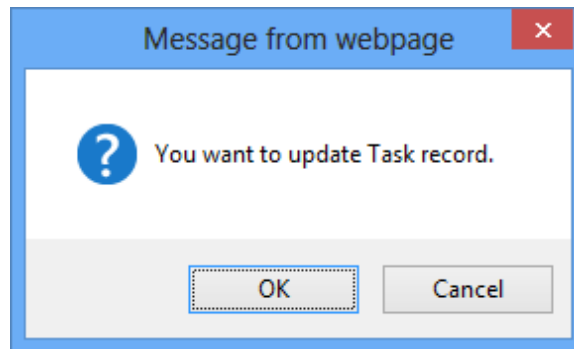 Message from webpage
You want to update Task record.
OK
Cancel